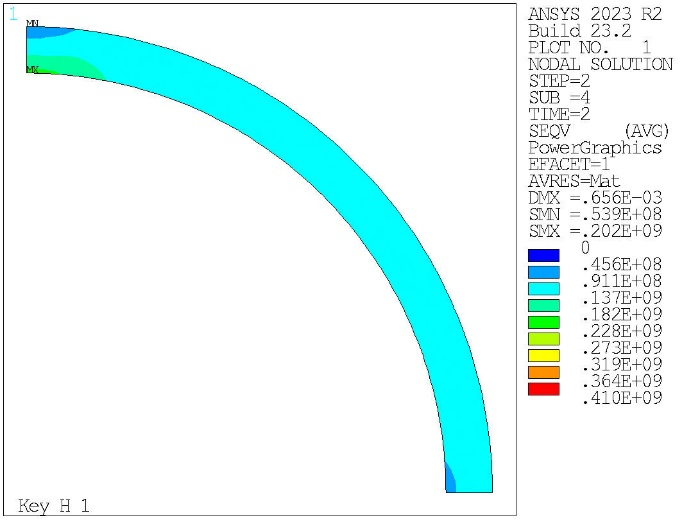 1
MN
MX
ANSYS 2023 R2
Build 23.2
PLOT NO. 1
NODAL SOLUTION
STEP=2
SUB =4
TIME=2
SEQV (AVG)
PowerGraphics
EFACET=1
AVRES=Mat
DMX =.656E-03
SMN =.539E+08
SMX =.202E+09
0
.456E+08
.911E+08
.137E+09
.182E+09
.228E+09
.273E+09
.319E+09
.364E+09
.410E+09
Key H 1